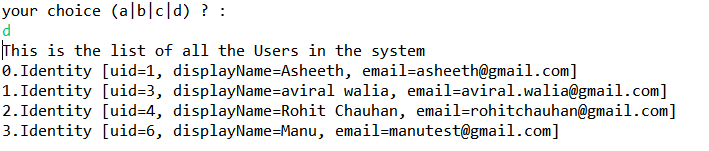 your choice (a|b|c|d) ? :
d
This is the list of all the Users in the system
0.Identity [uid=1, displayName=Asheeth, email=asheeth@gmail.com]
1.Identity [uid=3, displayName=aviral walia, email=aviral.walia@gmail.com]
2.Identity [uid=4, displayName=Rohit Chauhan, email=rohitchauhan@gmail.com]
3.Identity [uid=6, displayName=Manu, email=manutest@gmail.com]